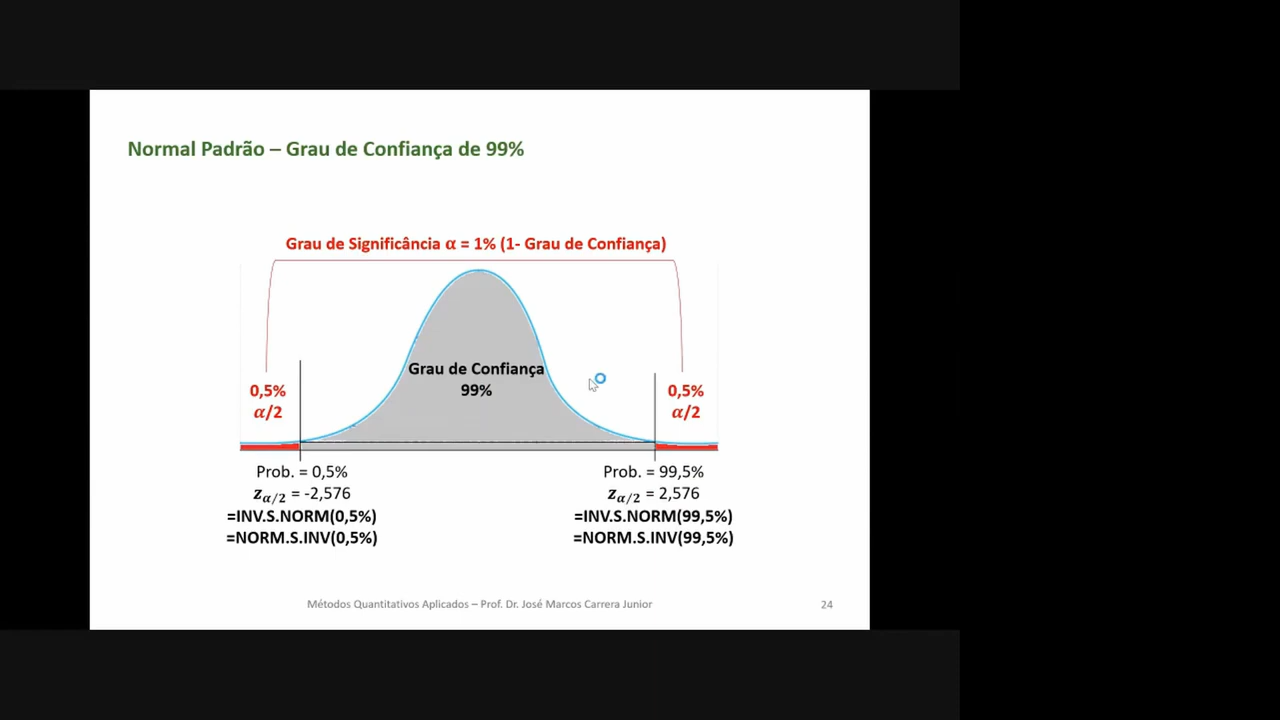 Normal Padrão – Grau de Confiança de 99%
Grau de Significância α = 1% (1- Grau de Confiança)
Grau de Confiança
99%
0,5%
α/2
0,5%
α/2
Prob. = 0,5%
zα/2 = -2,576
=INV.S.NORM(0,5%)
=NORM.S.INV(0,5%)
Prob. = 99,5%
zα/2 = 2,576
=INV.S.NORM(99,5%)
=NORM.S.INV(99,5%)
Métodos Quantitativos Aplicados – Prof. Dr. José Marcos Carrera Junior
24